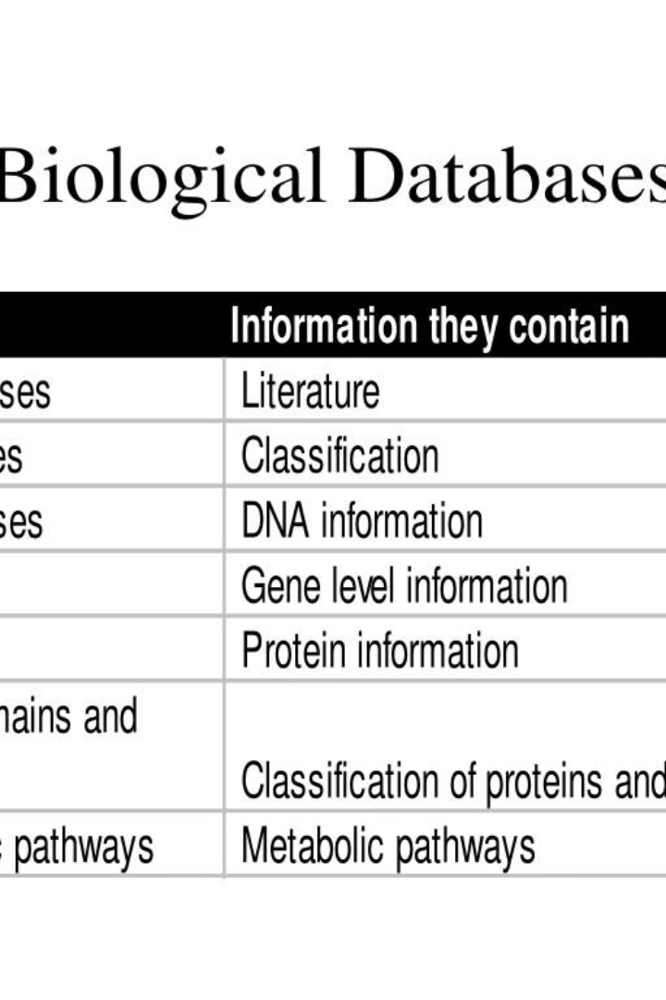 Biological Databases
Information they contain
ses Literature
es Classification
ses DNA information
Gene level information
Protein information
mains and
Classification of proteins and
c pathways Metabolic pathways